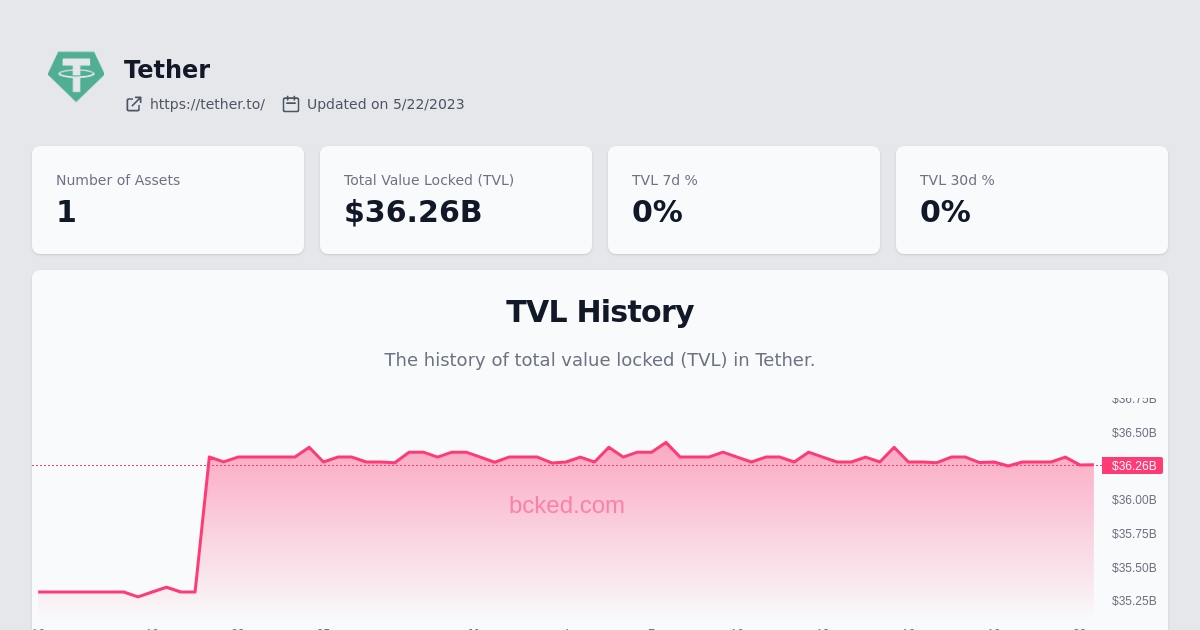 Tether
https://tether.to/ Updated on 5/22/2023
Number of Assets
1
Total Value Locked (TVL)
$36.26B
TVL 7d %
0%
TVL 30d %
0%
TVL History
The history of total value locked (TVL) in Tether.
$36.75B
$36.50B
$36.26B
$36.00B
$35.75B
$35.50B
$35.25B
bcked.com